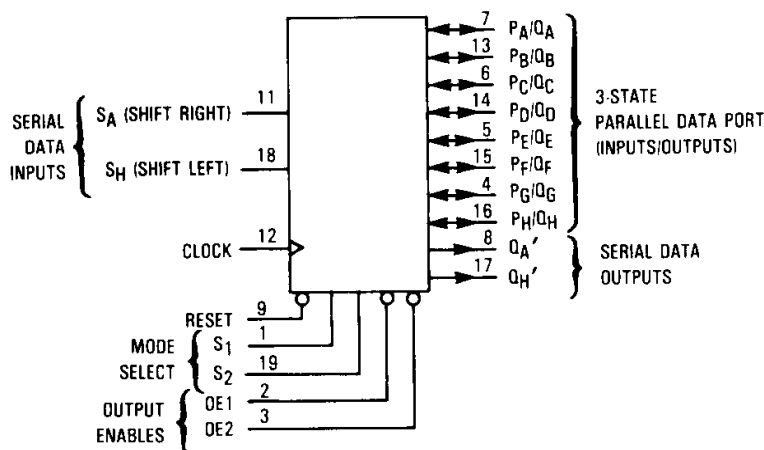 7 PA/QA
13 PB/QB
6 PC/QC
14 PD/QD
5 PE/QE
15 PF/QF
4 PG/QG
16 PH/QH
3-STATE
PARALLEL DATA PORT
(INPUTS/OUTPUTS)
8 QA'
17 QH'
SERIAL DATA
OUTPUTS
SERIAL
DATA
INPUTS
SA (SHIFT RIGHT) 11
SH (SHIFT LEFT) 18
CLOCK 12
RESET 9
MODE
SELECT
S1 1
S2 19
OUTPUT
ENABLES
OE1 2
OE2 3